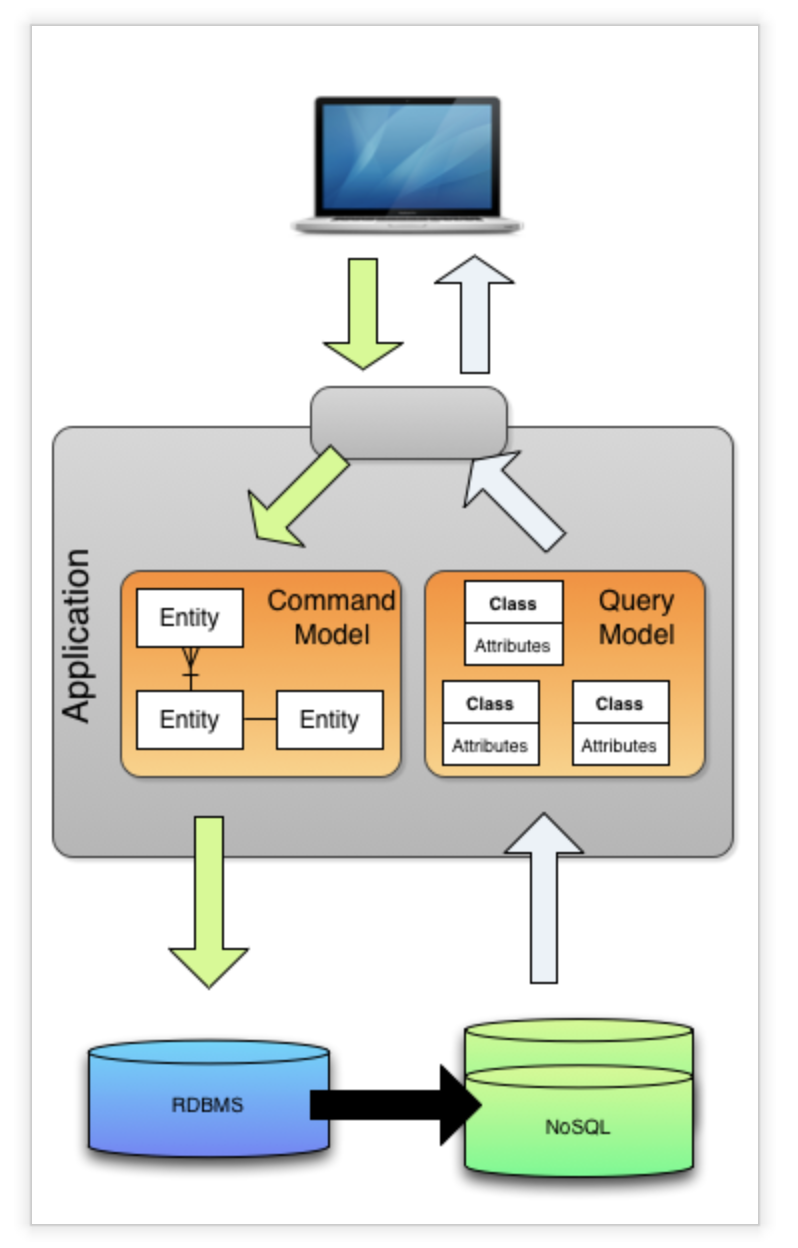 Application
Entity
Command
Model
Entity
Entity
Class
Attributes
Query
Model
Class
Attributes
Class
Attributes
RDBMS
NoSQL